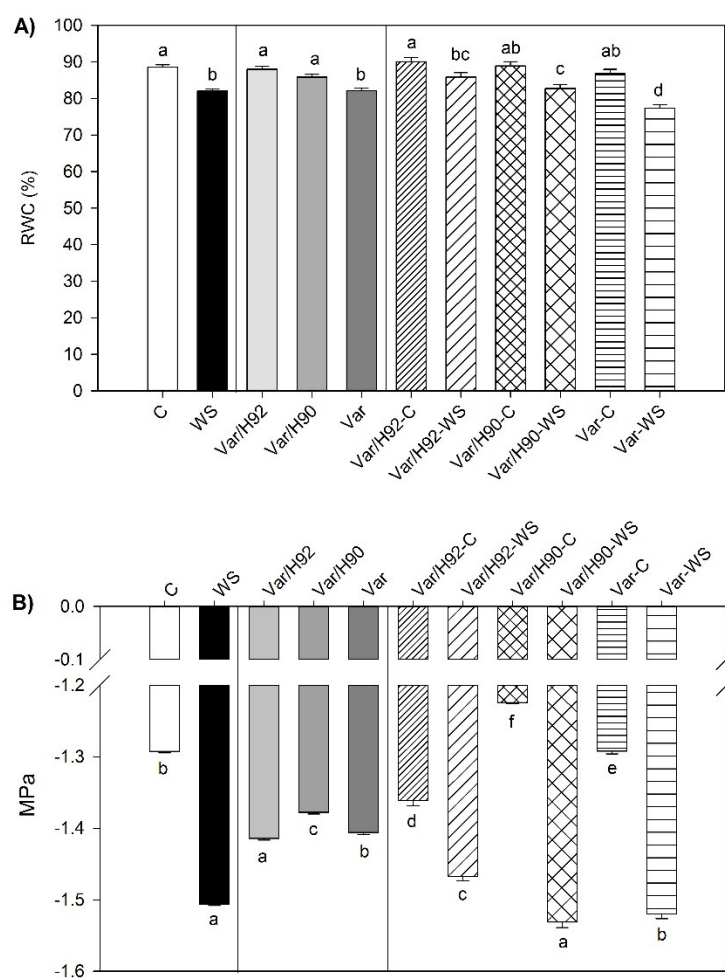 A)
100
90
80
70
60
50
40
30
20
10
0
RWC (%)
a b a a b a bc ab c ab d
C WS Var/H92 Var/H90 Var Var/H92-C Var/H92-WS Var/H90-C Var/H90-WS Var-C Var-WS
B)
C WS Var/H92 Var/H90 Var Var/H92-C Var/H92-WS Var/H90-C Var/H90-WS Var-C Var-WS
0.0
-0.1
-1.2
-1.3
-1.4
-1.5
-1.6
MPa
b a a c b d c f a e b